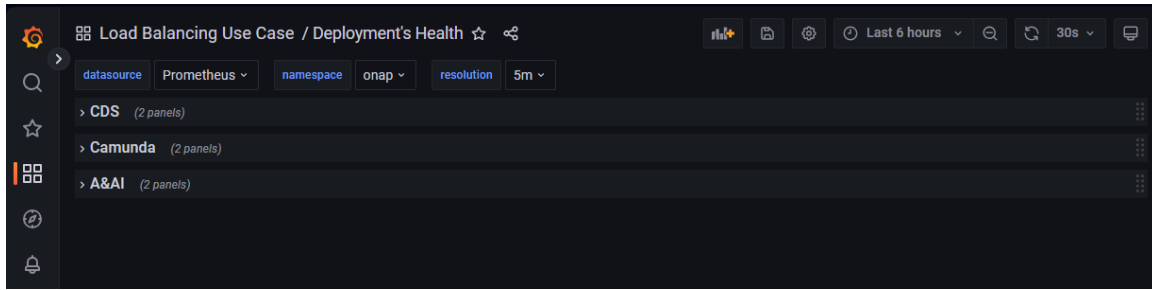 Load Balancing Use Case / Deployment's Health
Last 6 hours
30s
datasource Prometheus namespace onap resolution 5m
CDS (2 panels)
Camunda (2 panels)
A&AI (2 panels)